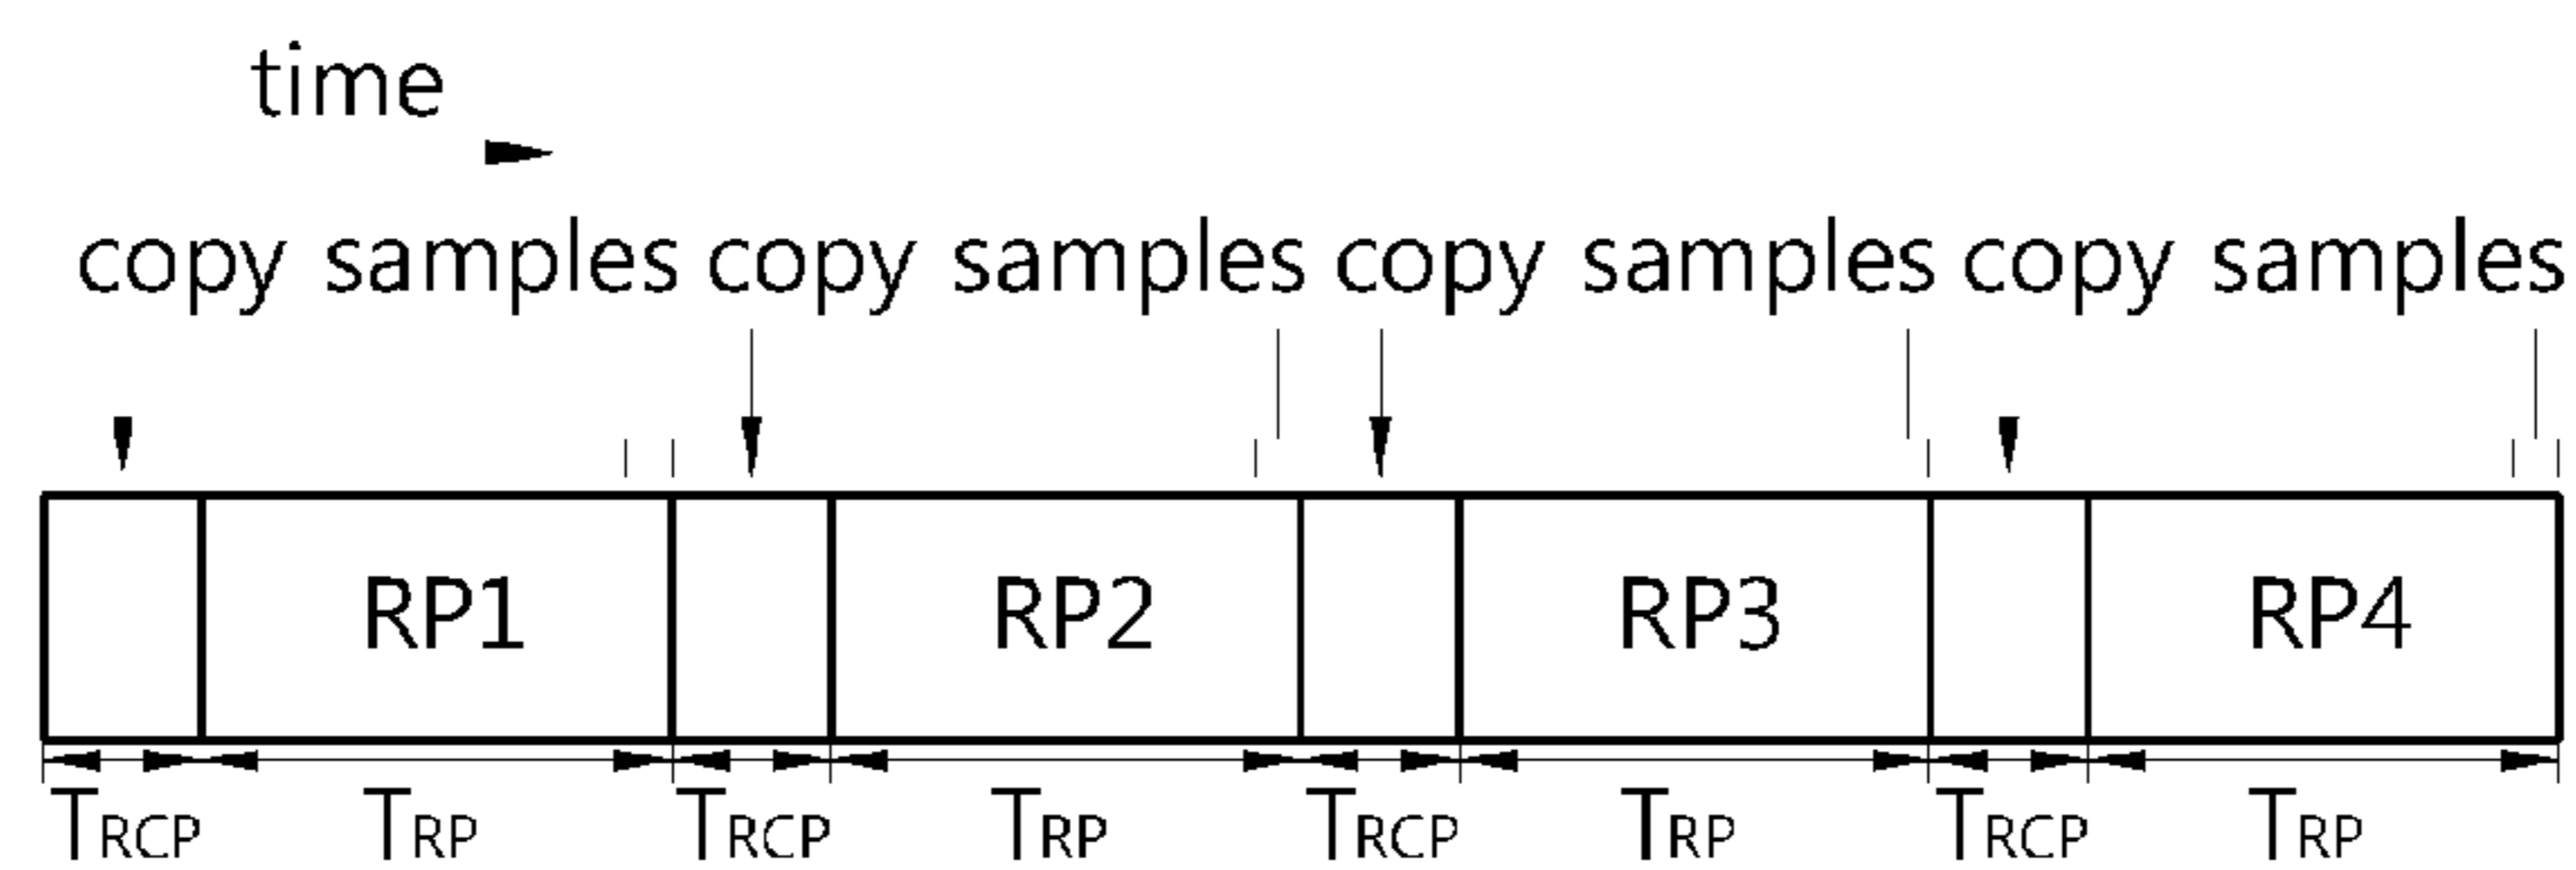 time
copy samples copy samples copy samples copy samples
RP1 RP2 RP3 RP4
TRCP TRP TRCP TRP TRCP TRP TRCP TRP